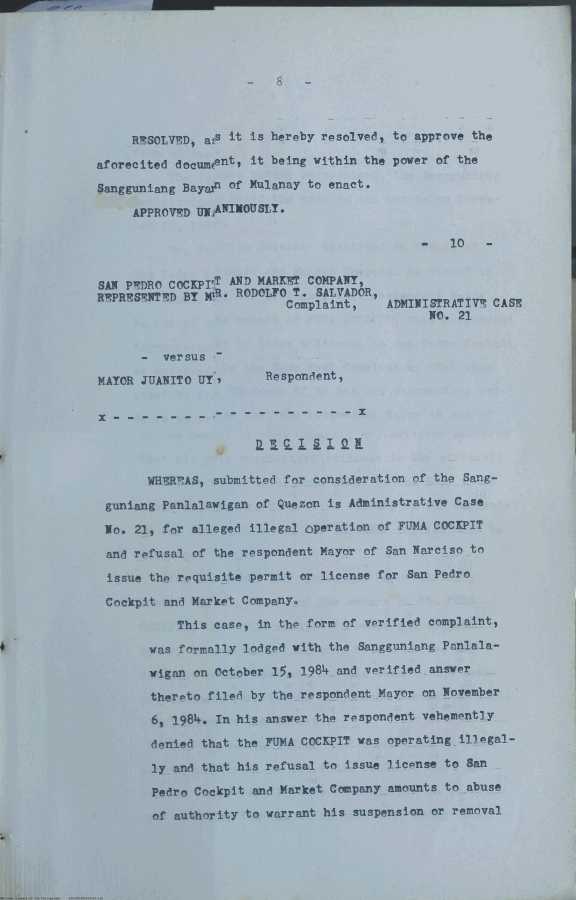 - 8 -
RESOLVED, as it is hereby resolved, to approve the
aforecited document, it being within the power of the
Sangguniang Bayan of Mulanay to enact.
APPROVED UNANIMOUSLY.
- 10 -
SAN PEDRO COCKPIT AND MARKET COMPANY,
REPRESENTED BY MR. RODOLFO T. SALVADOR,
Complaint, ADMINISTRATIVE CASE
NO. 21
- versus -
MAYOR JUANITO UY, Respondent,
x - - - - - - - - - - - - - - - - - - x
D E C I S I O N
WHEREAS, submitted for consideration of the Sang-
guniang Panlalawigan of Quezon is Administrative Case
No. 21, for alleged illegal operation of FUMA COCKPIT
and refusal of the respondent Mayor of San Narciso to
issue the requisite permit or license for San Pedro
Cockpit and Market Company.
This case, in the form of verified complaint,
was formally lodged with the Sangguniang Panlala-
wigan on October 15, 1984 and verified answer
thereto filed by the respondent Mayor on November
6, 1984. In his answer the respondent vehemently
denied that the FUMA COCKPIT was operating illegal-
ly and that his refusal to issue license to San
Pedro Cockpit and Market Company amounts to abuse
of authority to warrant his suspension or removal